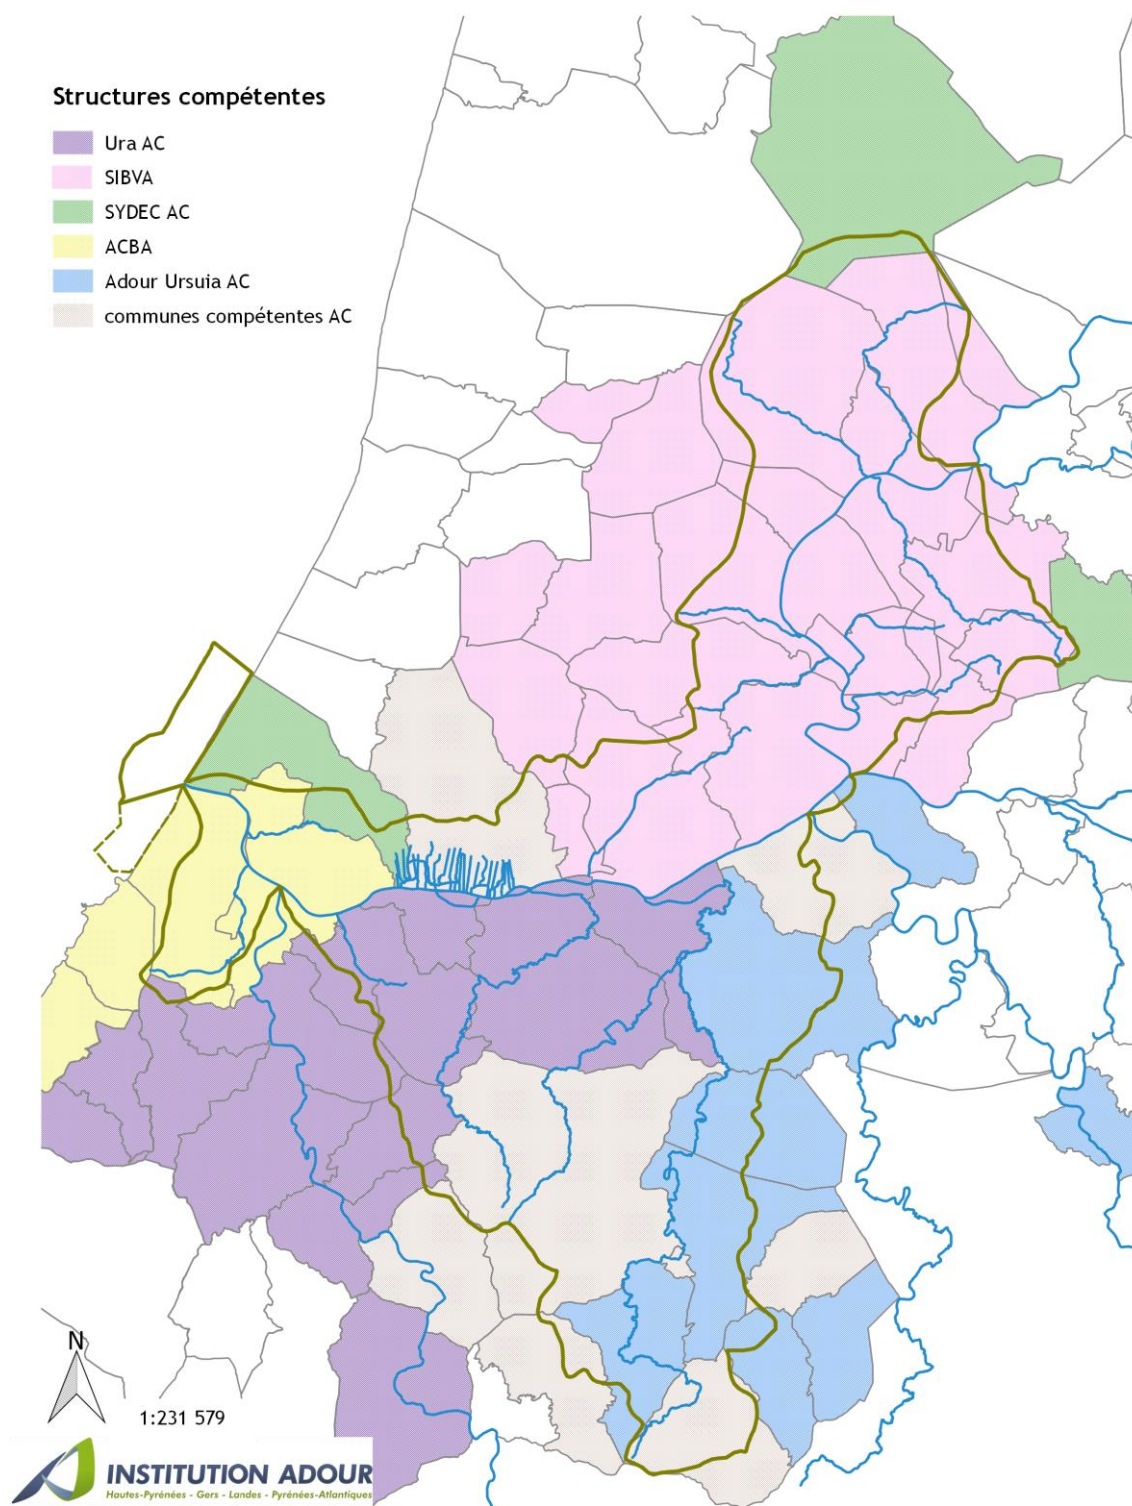 Structures compétentes
Ura AC
SIBVA
SYDEC AC
ACBA
Adour Ursuia AC
communes compétentes AC
N
1:231 579
INSTITUTION ADOUR
Hautes-Pyrénées - Gers - Landes - Pyrénées-Atlantiques